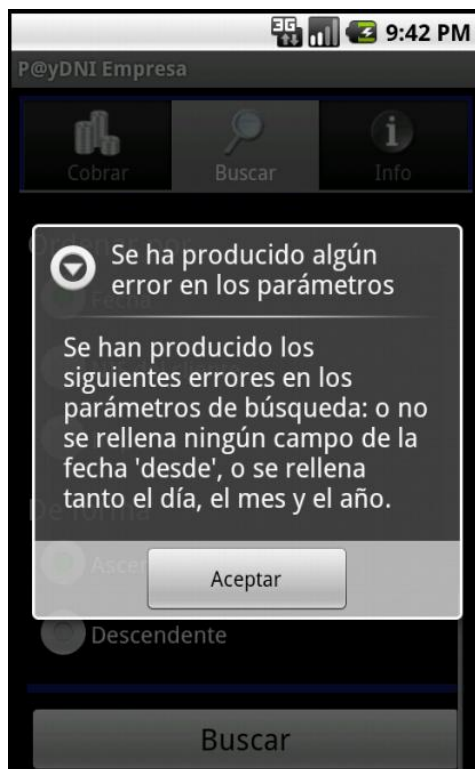 3G 9:42 PM
P@yDNI Empresa
Cobrar Buscar Info
Se ha producido algún
error en los parámetros
Fecha
Se han producido los
siguientes errores en los
parámetros de búsqueda: o no
se rellena ningún campo de la
fecha 'desde', o se rellena
tanto el día, el mes y el año.
Aceptar
Descendente
Buscar